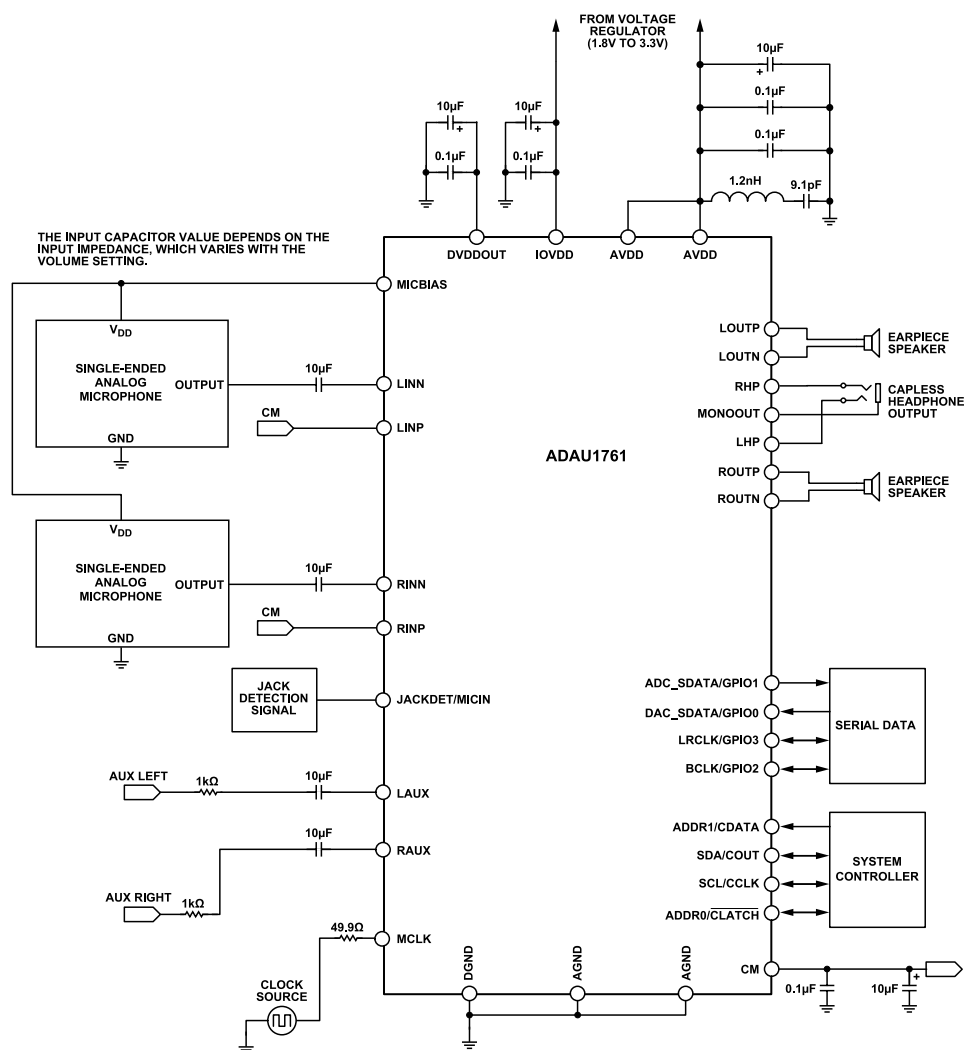 FROM VOLTAGE
REGULATOR
(1.8V TO 3.3V)
10µF
+
0.1µF
0.1µF
1.2nH
9.1pF
10µF
+
0.1µF
10µF
+
0.1µF
THE INPUT CAPACITOR VALUE DEPENDS ON THE
INPUT IMPEDANCE, WHICH VARIES WITH THE
VOLUME SETTING.
DVDDOUT
IOVDD
AVDD
AVDD
MICBIAS
VDD
SINGLE-ENDED
ANALOG
MICROPHONE
OUTPUT
GND
10µF
LINN
CM
LINP
VDD
SINGLE-ENDED
ANALOG
MICROPHONE
OUTPUT
GND
10µF
RINN
CM
RINP
JACK
DETECTION
SIGNAL
JACKDET/MICIN
AUX LEFT
1kΩ
10µF
LAUX
10µF
RAUX
AUX RIGHT
1kΩ
49.9Ω
MCLK
CLOCK
SOURCE
ADAU1761
LOUTP
LOUTN
EARPIECE
SPEAKER
RHP
MONOOUT
LHP
CAPLESS
HEADPHONE
OUTPUT
ROUTP
ROUTN
EARPIECE
SPEAKER
ADC_SDATA/GPIO1
DAC_SDATA/GPIO0
LRCLK/GPIO3
BCLK/GPIO2
SERIAL DATA
ADDR1/CDATA
SDA/COUT
SCL/CCLK
ADDR0/CLATCH
SYSTEM
CONTROLLER
DGND
AGND
AGND
CM
0.1µF
10µF
+